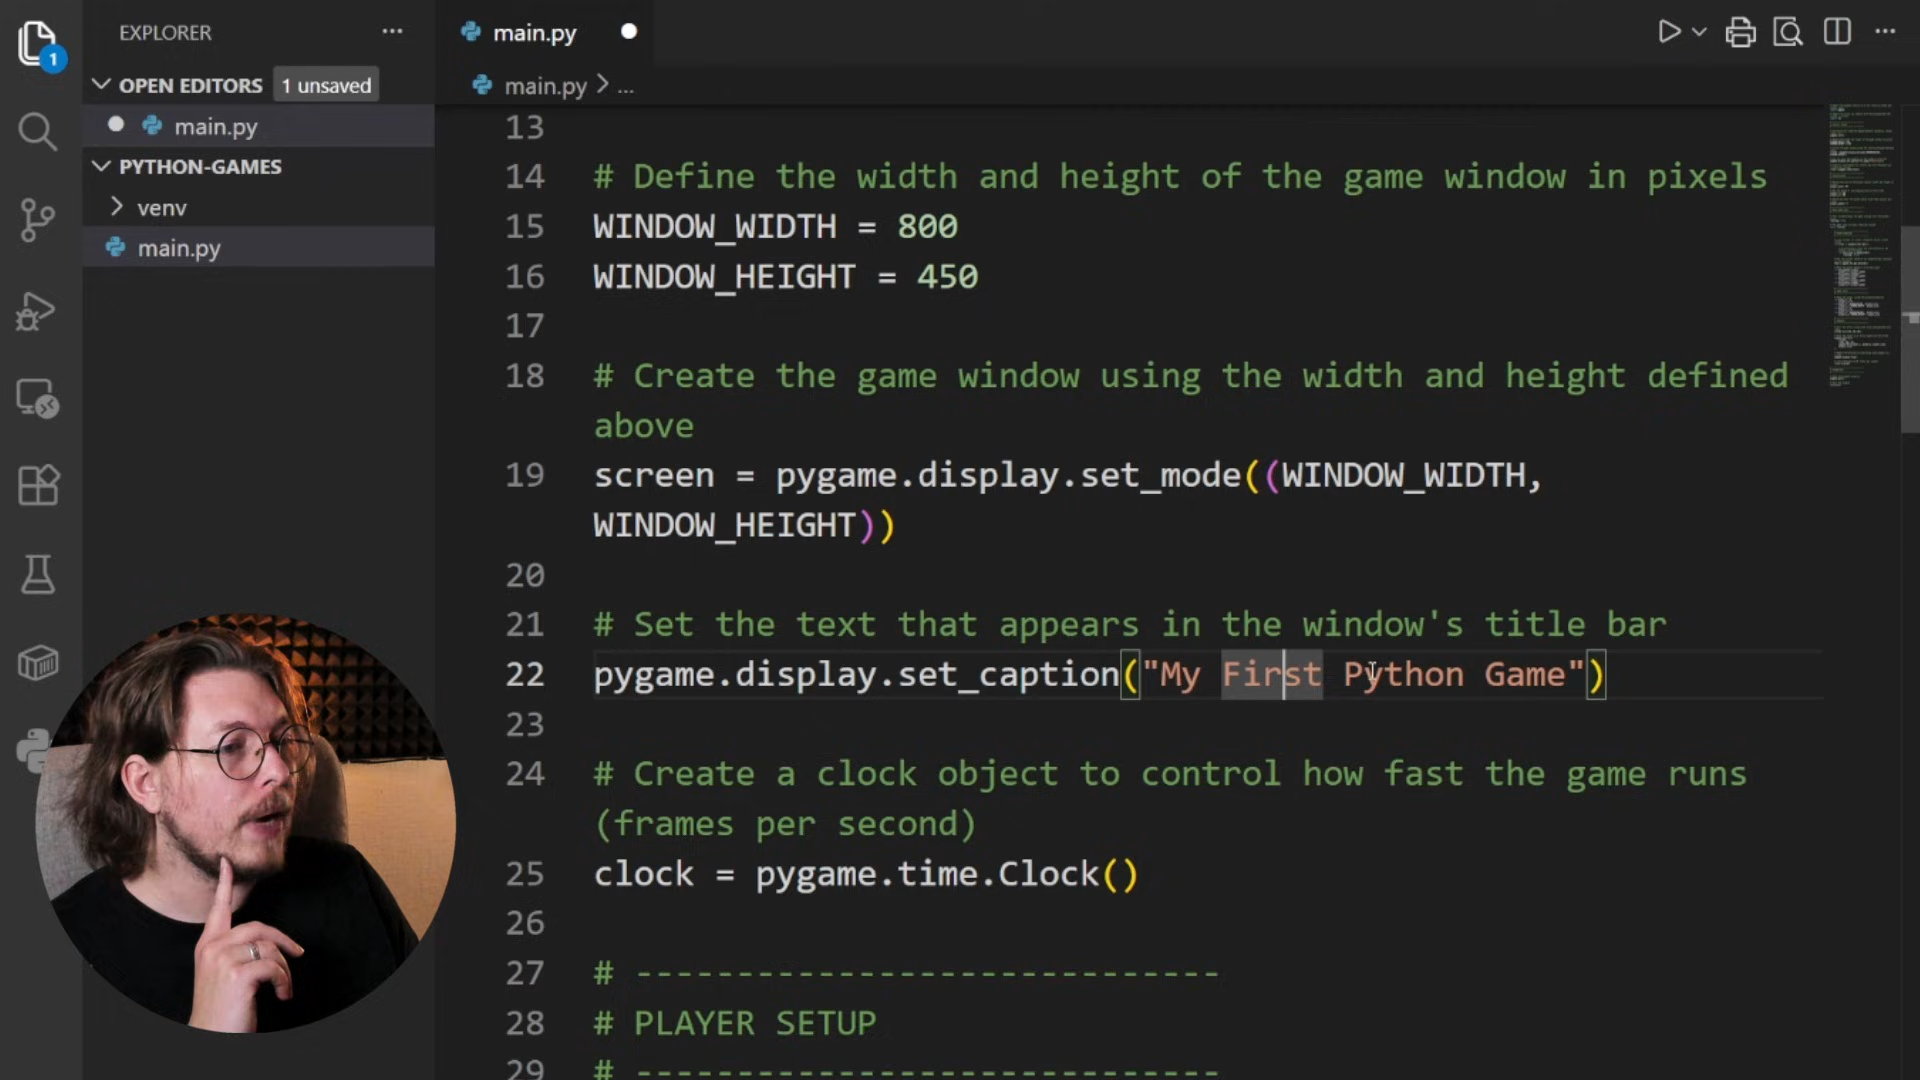 EXPLORER
1
OPEN EDITORS 1 unsaved
main.py
PYTHON-GAMES
venv
main.py
main.py
main.py > ...
13
14 # Define the width and height of the game window in pixels
15 WINDOW_WIDTH = 800
16 WINDOW_HEIGHT = 450
17
18 # Create the game window using the width and height defined
above
19 screen = pygame.display.set_mode((WINDOW_WIDTH,
WINDOW_HEIGHT))
20
21 # Set the text that appears in the window's title bar
22 pygame.display.set_caption("My First Python Game")
23
24 # Create a clock object to control how fast the game runs
(frames per second)
25 clock = pygame.time.Clock()
26
27 # -----------------------------
28 # PLAYER SETUP
29 # -----------------------------